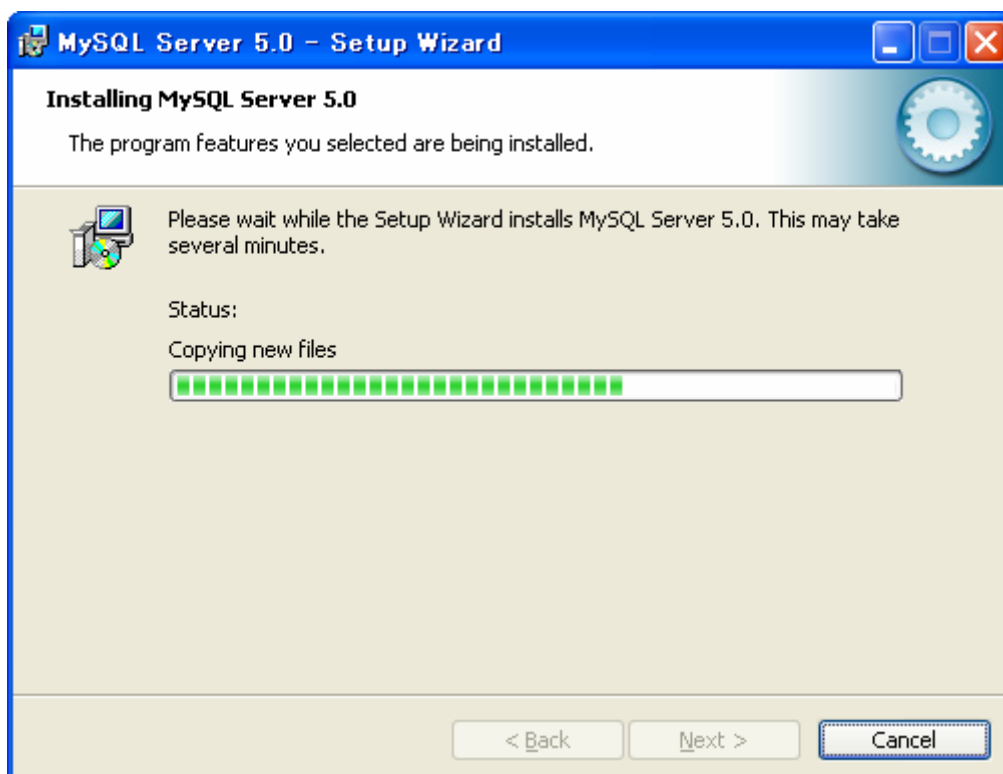 MySQL Server 5.0 - Setup Wizard
Installing MySQL Server 5.0
The program features you selected are being installed.
Please wait while the Setup Wizard installs MySQL Server 5.0. This may take
several minutes.
Status:
Copying new files
< Back Next > Cancel